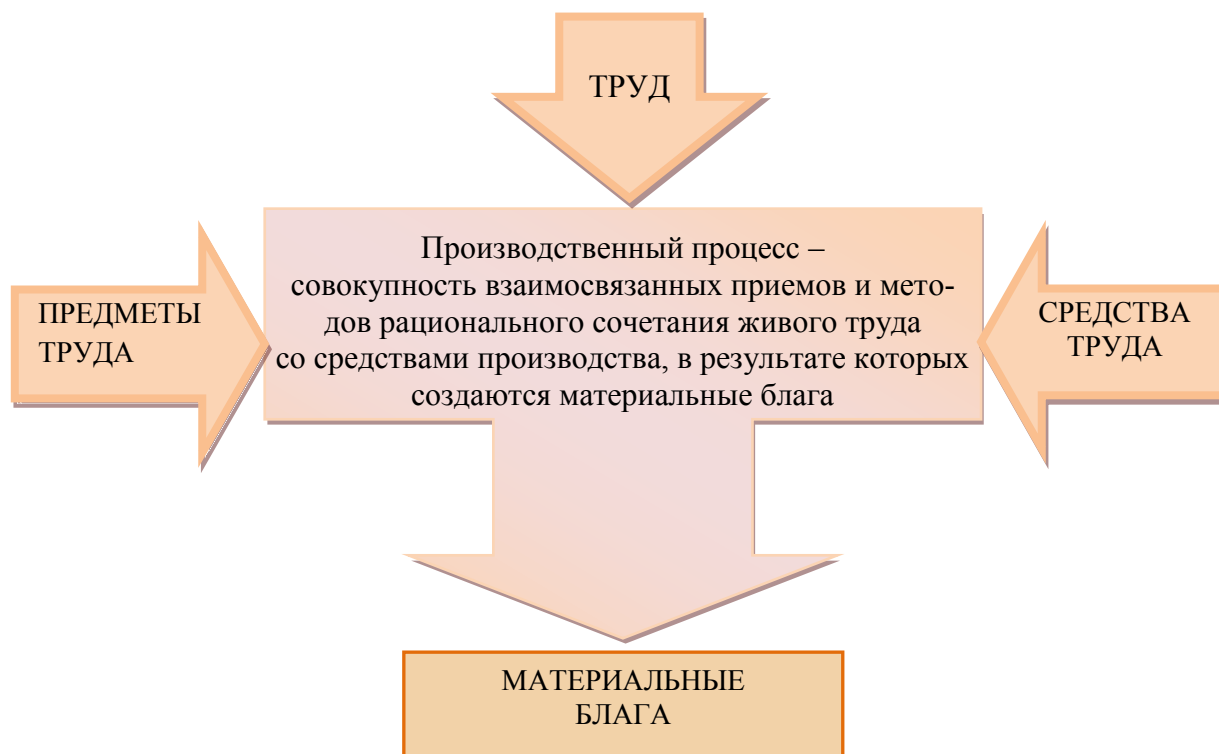 ТРУД
Производственный процесс –
совокупность взаимосвязанных приемов и мето-
дов рационального сочетания живого труда
со средствами производства, в результате которых
создаются материальные блага
ПРЕДМЕТЫ
ТРУДА
СРЕДСТВА
ТРУДА
МАТЕРИАЛЬНЫЕ
БЛАГА